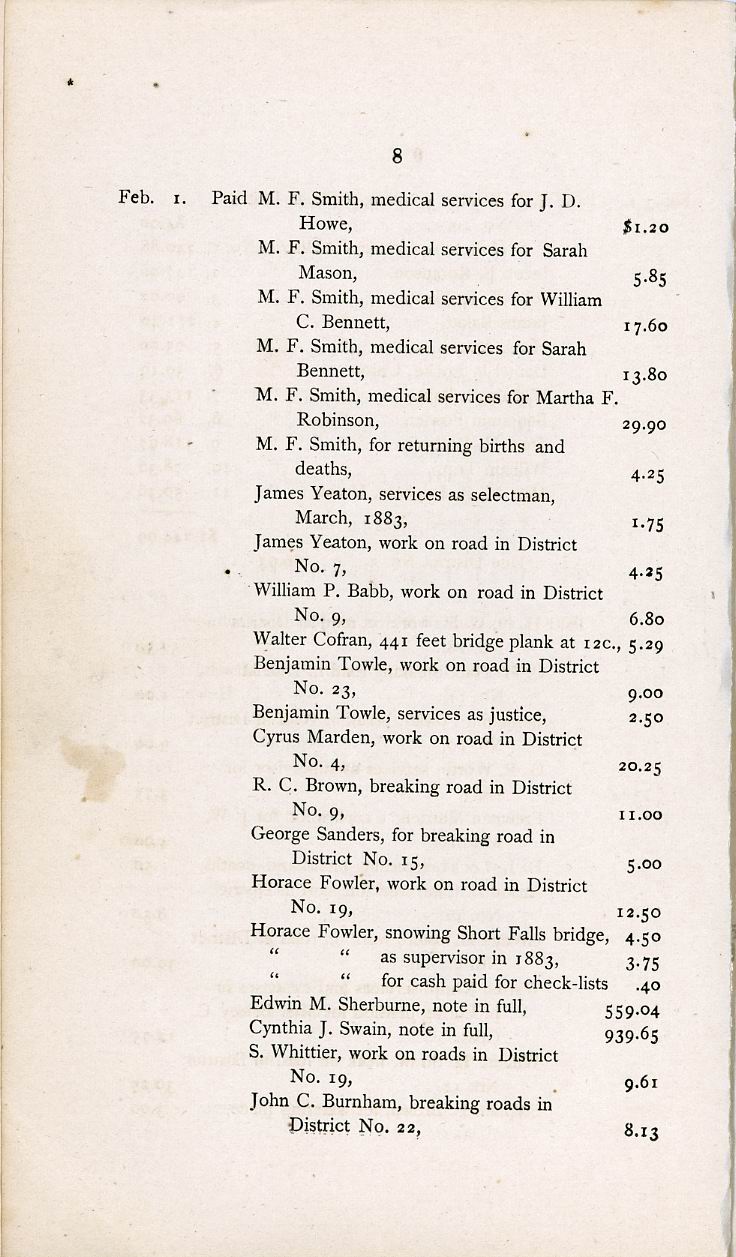 8
Feb. 1. Paid M. F. Smith, medical services for J. D.
Howe, $1.20
M. F. Smith, medical services for Sarah
Mason, 5.85
M. F. Smith, medical services for William
C. Bennett, 17.60
M. F. Smith, medical services for Sarah
Bennett, 13.80
M. F. Smith, medical services for Martha F.
Robinson, 29.90
M. F. Smith, for returning births and
deaths, 4.25
James Yeaton, services as selectman,
March, 1883, 1.75
James Yeaton, work on road in District
No. 7, 4.25
William P. Babb, work on road in District
No. 9, 6.80
Walter Cofran, 441 feet bridge plank at 12c., 5.29
Benjamin Towle, work on road in District
No. 23, 9.00
Benjamin Towle, services as justice, 2.50
Cyrus Marden, work on road in District
No. 4, 20.25
R. C. Brown, breaking road in District
No. 9, 11.00
George Sanders, for breaking road in
District No. 15, 5.00
Horace Fowler, work on road in District
No. 19, 12.50
Horace Fowler, snowing Short Falls bridge, 4.50
“ “ as supervisor in 1883, 3.75
“ “ for cash paid for check-lists .40
Edwin M. Sherburne, note in full, 559.04
Cynthia J. Swain, note in full, 939.65
S. Whittier, work on roads in District
No. 19, 9.61
John C. Burnham, breaking roads in
District No. 22, 8.13